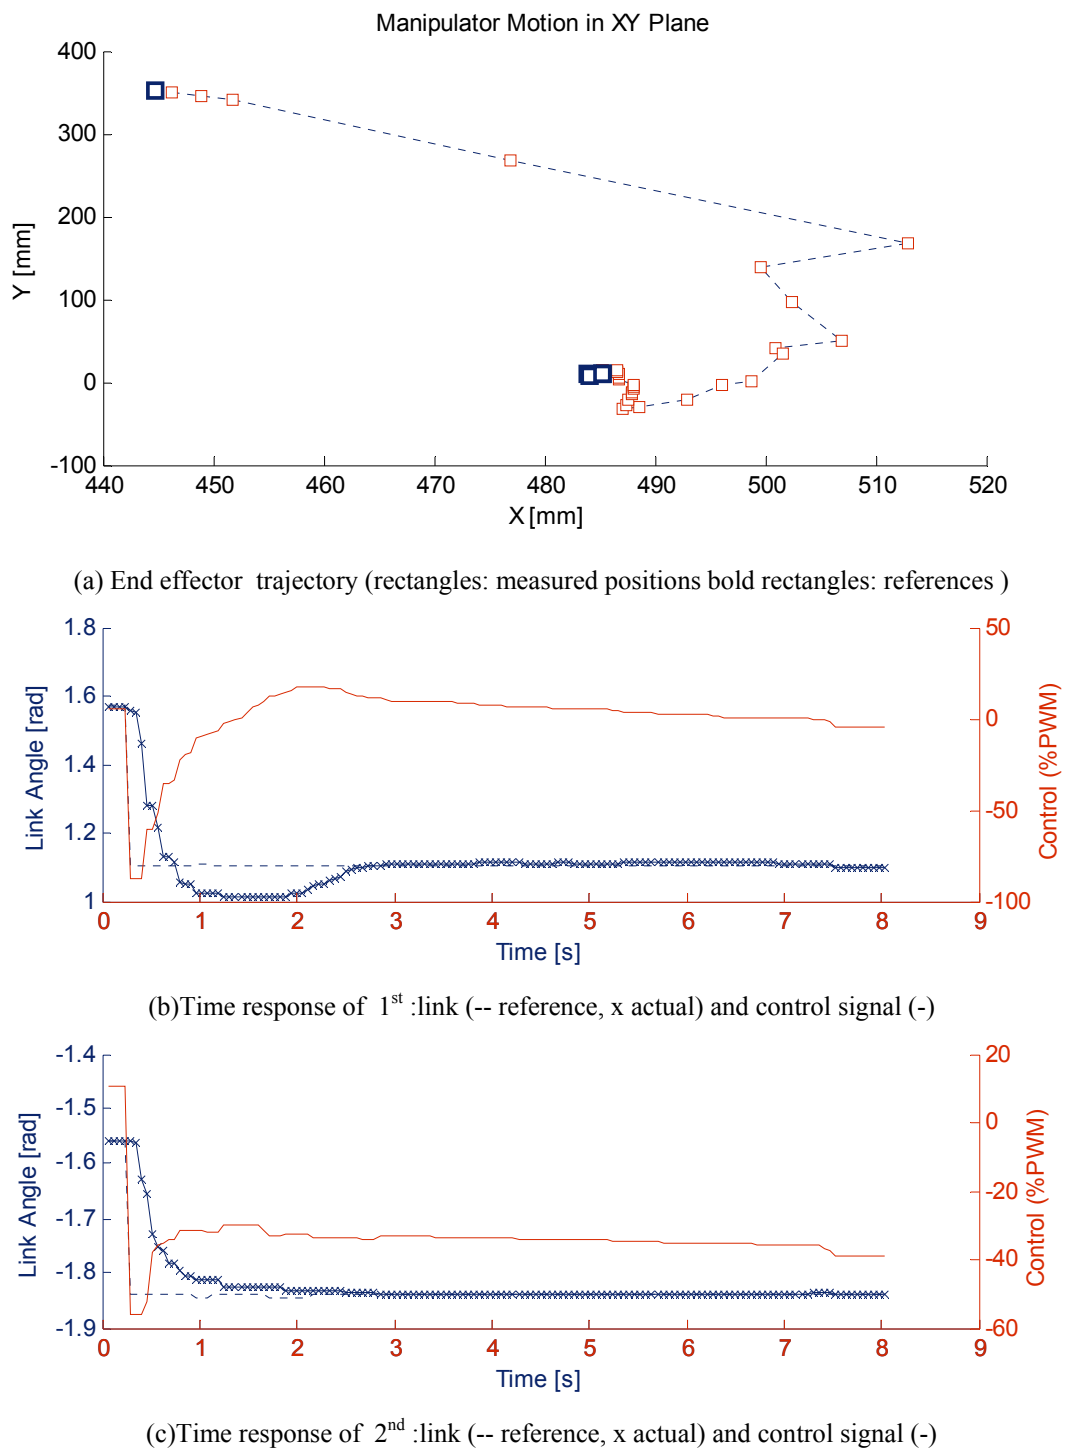 Manipulator Motion in XY Plane
400
300
200
100
0
-100
Y [mm]
440 450 460 470 480 490 500 510 520
X [mm]
(a) End effector trajectory (rectangles: measured positions bold rectangles: references )
1.8
1.6
1.4
1.2
1
Link Angle [rad]
50
0
-50
-100
Control (%PWM)
0 1 2 3 4 5 6 7 8 9
Time [s]
(b)Time response of 1st :link (-- reference, x actual) and control signal (-)
-1.4
-1.5
-1.6
-1.7
-1.8
-1.9
Link Angle [rad]
20
0
-20
-40
-60
Control (%PWM)
0 1 2 3 4 5 6 7 8 9
Time [s]
(c)Time response of 2nd :link (-- reference, x actual) and control signal (-)